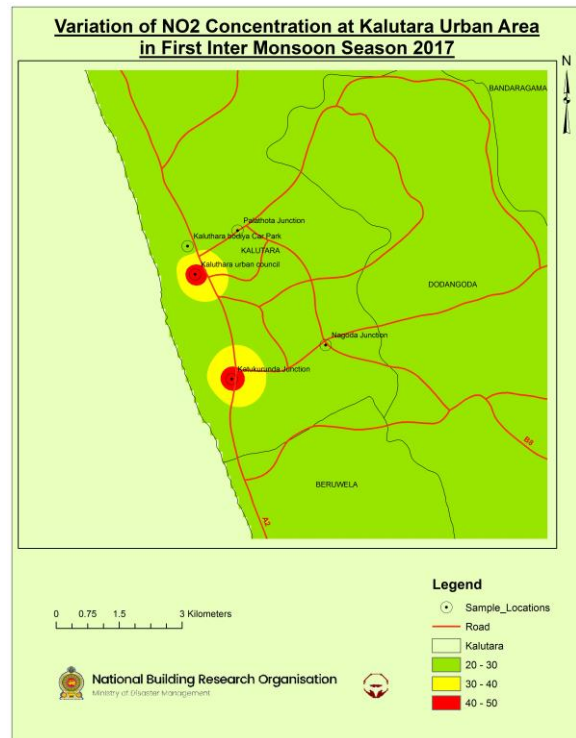 Variation of NO2 Concentration at Kalutara Urban Area
in First Inter Monsoon Season 2017
N
BANDARAGAMA
Palathota Junction
Kaluthara bodiya Car Park
KALUTARA
Kaluthara urban council
DODANGODA
Nagoda Junction
Katukurunda Junction
B8
BERUWELA
A2
Legend
Sample_Locations
Road
Kalutara
20 - 30
30 - 40
40 - 50
0 0.75 1.5 3 Kilometers
National Building Research Organisation
Ministry of Disaster Management